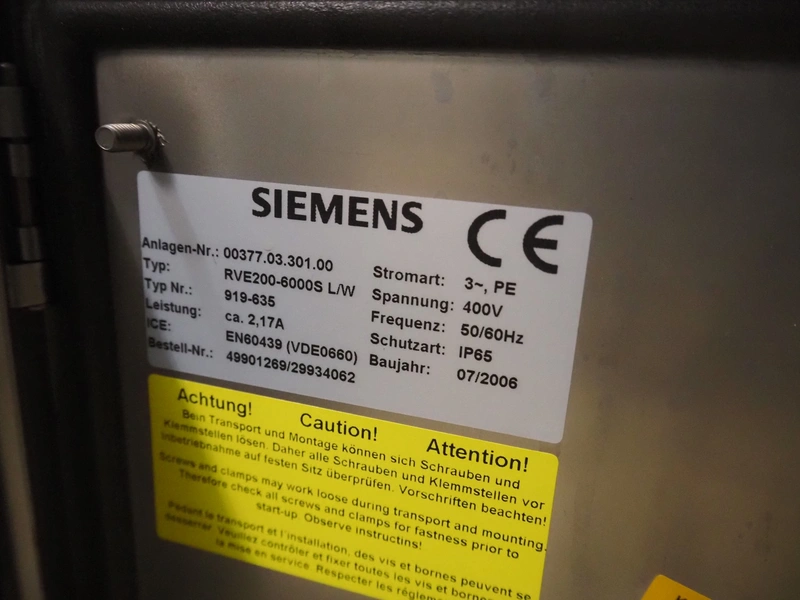 SIEMENS CE
Anlagen-Nr.: 00377.03.301.00
Typ: RVE200-6000S L/W
Typ Nr.: 919-635
Leistung: ca. 2,17A
ICE: EN60439 (VDE0660)
Bestell-Nr.: 49901269/29934062
Stromart: 3~, PE
Spannung: 400V
Frequenz: 50/60Hz
Schutzart: IP65
Baujahr: 07/2006
Achtung! Caution! Attention!
Bein Transport und Montage können sich Schrauben und
Klemmstellen lösen. Daher alle Schrauben und Klemmstellen vor
Inbetriebnahme auf festen Sitz überprüfen. Vorschriften beachten!
Screws and clamps may work loose during transport and mounting.
Therefore check all screws and clamps for fastness prior to
start-up. Observe instructins!
Pedant le transport et l'installation, des vis et bornes peuvent se
desserrer. Veuillez contrôler et fixer toutes les vis et bornes
la mise en service. Respecter les